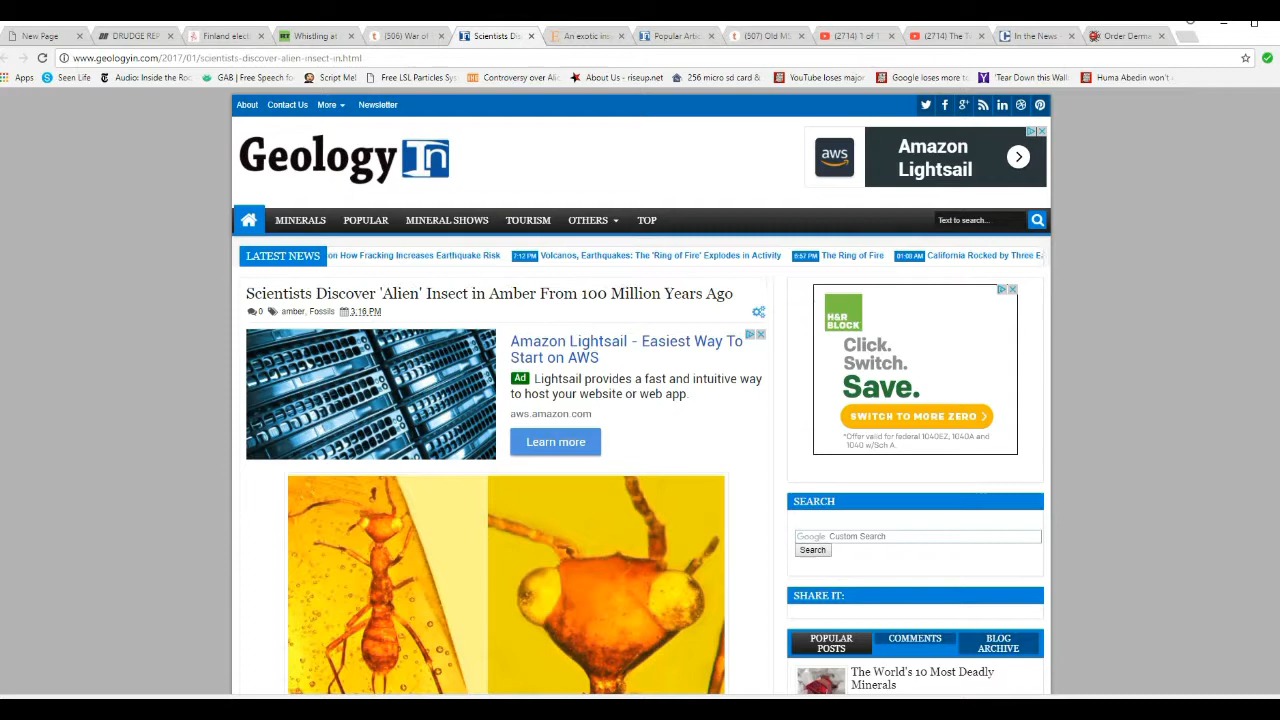 New Page
DRUDGE REP
Finland elect
Whistling at
(506) War of
Scientists Dis
An exotic ins
Popular Artic
(507) Old MS
(2714) 1 of 1
(2714) The T
In the News
Order Derma
www.geologyin.com/2017/01/scientists-discover-alien-insect-in.html
Apps
Seen Life
Audio: Inside the Roc
GAB | Free Speech fo
Script Mel
Free LSL Particles Sy
Controversy over Ali
About Us - riseup.net
256 micro sd card &
YouTube loses major
Google loses more to
'Tear Down this Wall
Huma Abedin won't
About
Contact Us
More
Newsletter
Geology In
aws
Amazon
Lightsail
MINERALS
POPULAR
MINERAL SHOWS
TOURISM
OTHERS
TOP
Text to search...
LATEST NEWS
on How Fracking Increases Earthquake Risk
7:12 PM
Volcanos, Earthquakes: The 'Ring of Fire' Explodes in Activity
6:57 PM
The Ring of Fire
01:00 AM
California Rocked by Three Ea
Scientists Discover 'Alien' Insect in Amber From 100 Million Years Ago
0 amber, Fossils 3:16 PM
Amazon Lightsail - Easiest Way To
Start on AWS
Ad Lightsail provides a fast and intuitive way
to host your website or web app.
aws.amazon.com
Learn more
H&R
BLOCK
Click.
Switch.
Save.
SWITCH TO MORE ZERO
*Offer valid for federal 1040EZ, 1040A and
1040 w/Sch A.
SEARCH
Google Custom Search
Search
SHARE IT:
POPULAR
POSTS
COMMENTS
BLOG
ARCHIVE
The World's 10 Most Deadly
Minerals